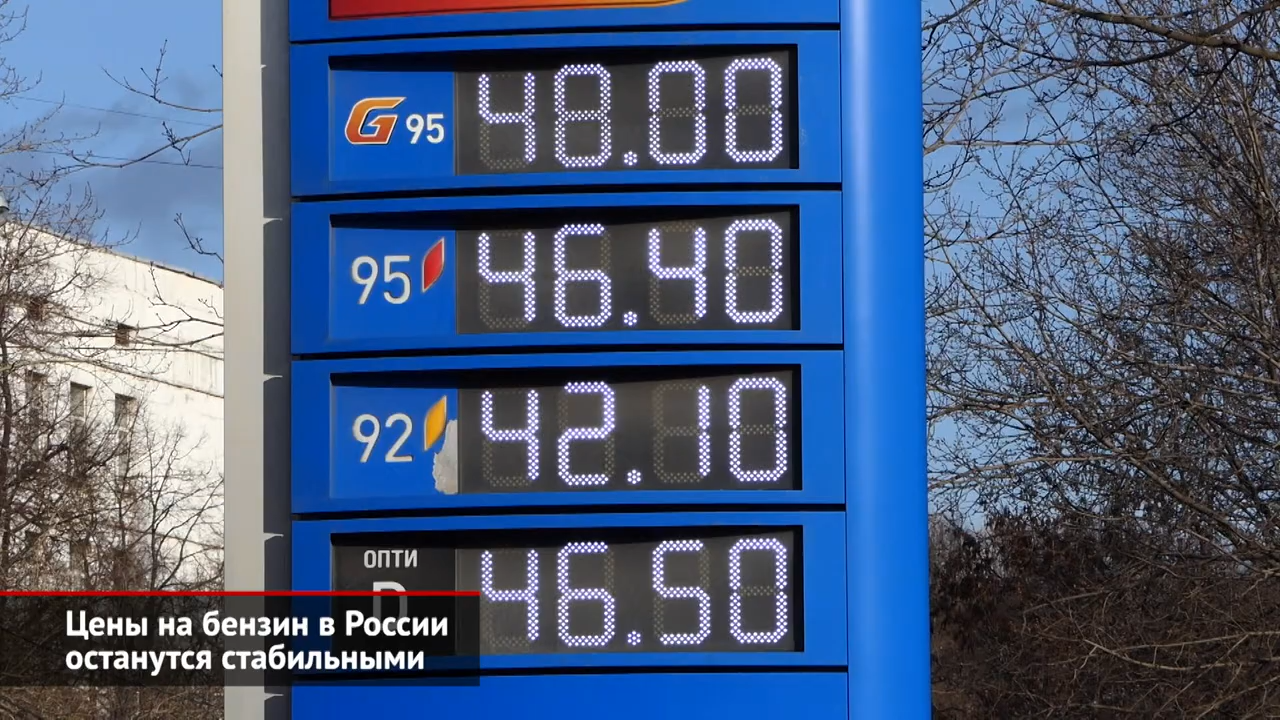 G 95 48.00
95 46.40
92 42.10
ОПТИ
D 46.50
Цены на бензин в России
останутся стабильными